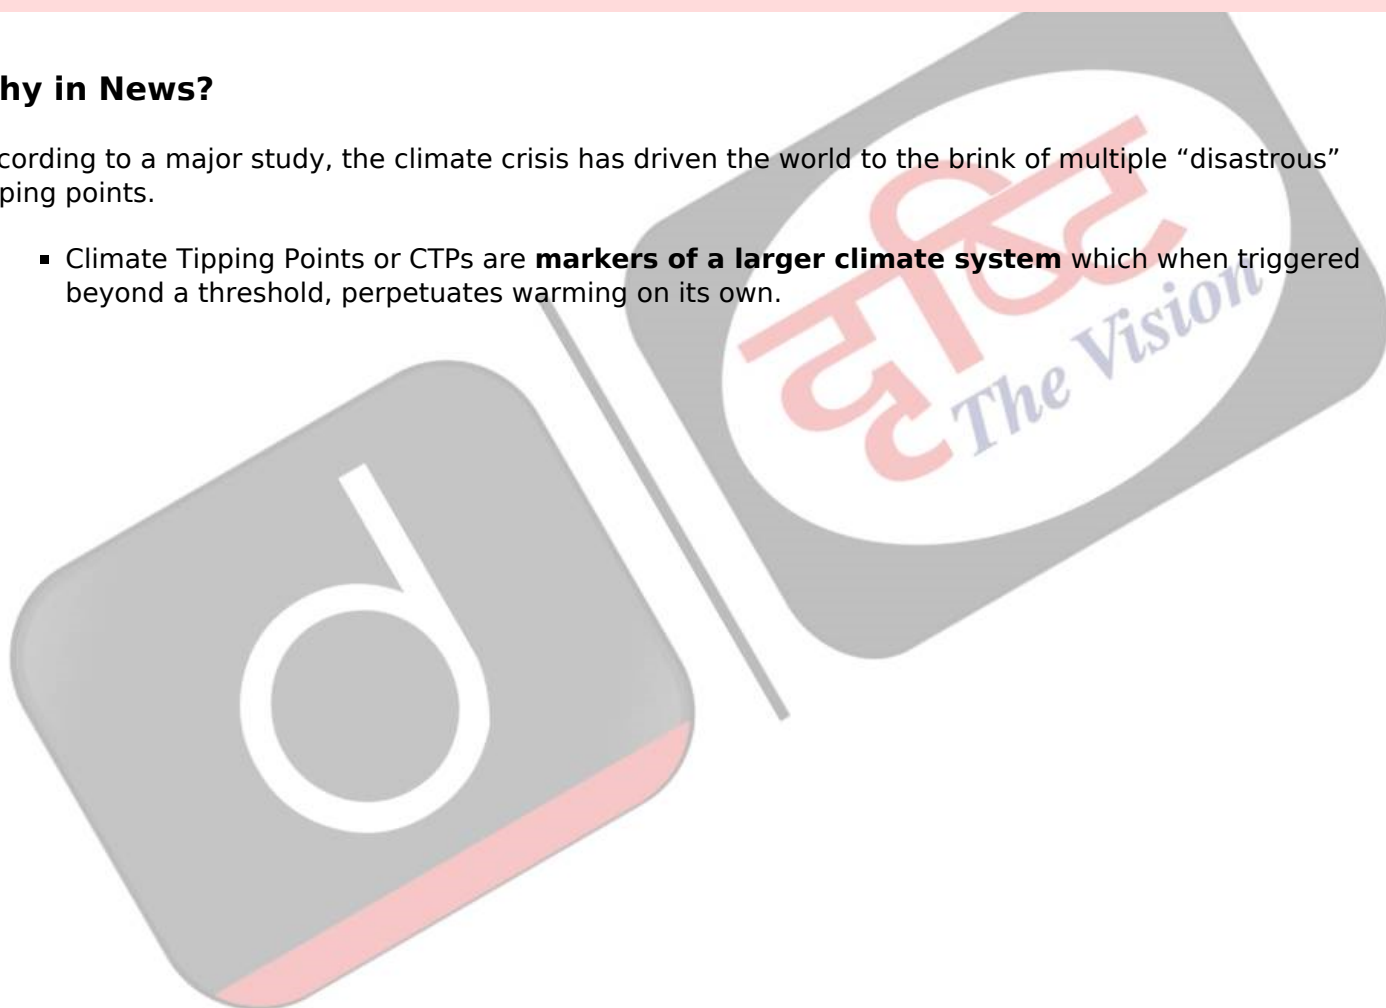 hy in News?
cording to a major study, the climate crisis has driven the world to the brink of multiple “disastrous”
ping points.
▪ Climate Tipping Points or CTPs are markers of a larger climate system which when triggered
beyond a threshold, perpetuates warming on its own.
दृष्टि
The Vision
d